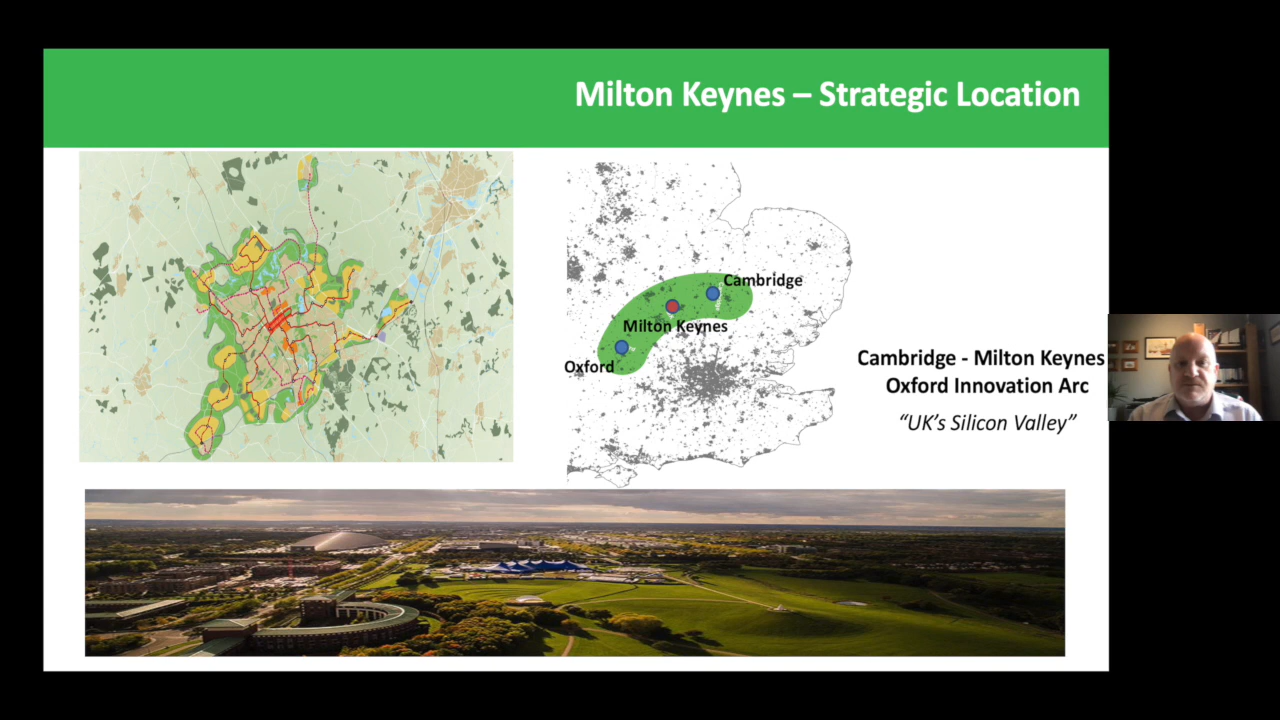 Milton Keynes – Strategic Location
Cambridge
Milton Keynes
Oxford
Cambridge - Milton Keynes
Oxford Innovation Arc
“UK’s Silicon Valley”